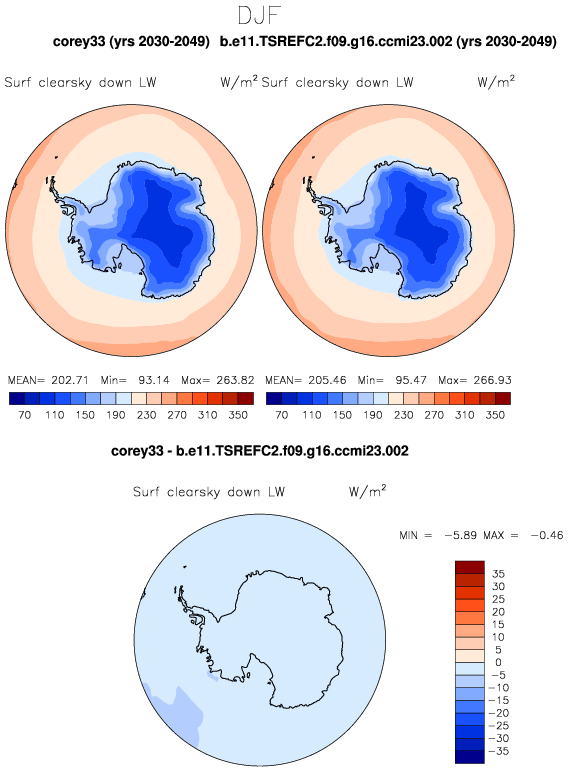 DJF
corey33 (yrs 2030-2049) b.e11.TSREFC2.f09.g16.ccmi23.002 (yrs 2030-2049)
Surf clearsky down LW W/m² Surf clearsky down LW W/m²
MEAN= 202.71 Min= 93.14 Max= 263.82 MEAN= 205.46 Min= 95.47 Max= 266.93
70 110 150 190 230 270 310 350 70 110 150 190 230 270 310 350
corey33 - b.e11.TSREFC2.f09.g16.ccmi23.002
Surf clearsky down LW W/m²
MIN = -5.89 MAX = -0.46
35
30
25
20
15
10
5
0
-5
-10
-15
-20
-25
-30
-35